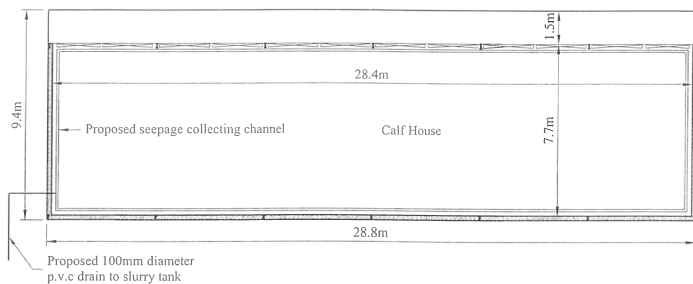 1.5m
28.4m
9.4m
Proposed seepage collecting channel
Calf House
7.7m
28.8m
Proposed 100mm diameter
p.v.c drain to slurry tank